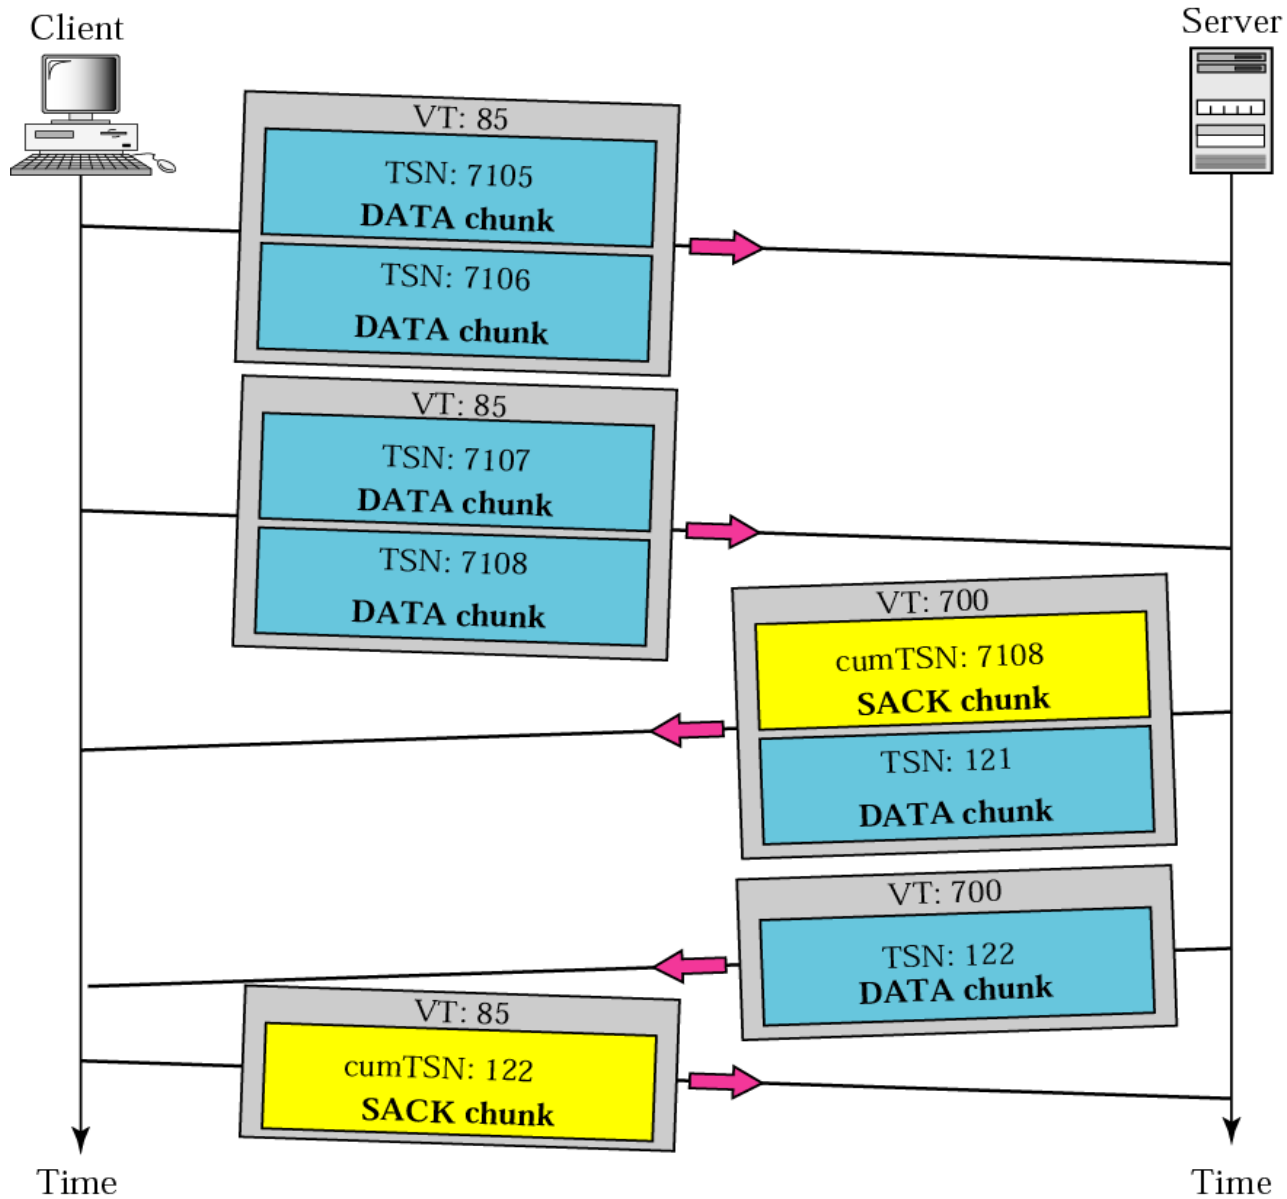 Client
Server
VT: 85
TSN: 7105
DATA chunk
TSN: 7106
DATA chunk
VT: 85
TSN: 7107
DATA chunk
TSN: 7108
DATA chunk
VT: 700
cumTSN: 7108
SACK chunk
TSN: 121
DATA chunk
VT: 700
TSN: 122
DATA chunk
VT: 85
cumTSN: 122
SACK chunk
Time
Time